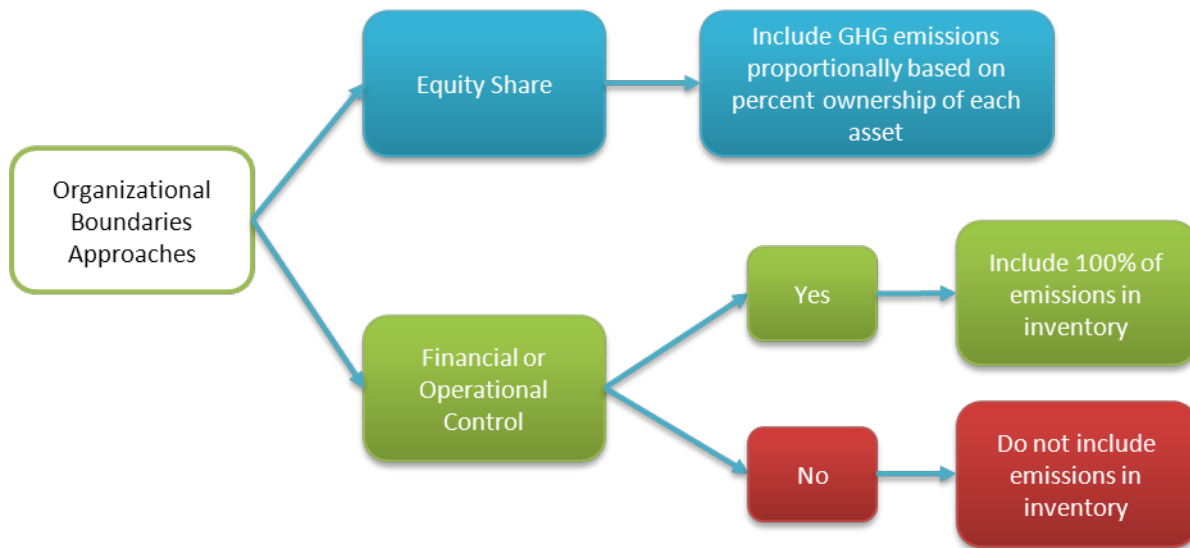 Organizational
Boundaries
Approaches
Equity Share
Include GHG emissions
proportionally based on
percent ownership of each
asset
Financial or
Operational
Control
Yes
Include 100% of
emissions in
inventory
No
Do not include
emissions in
inventory